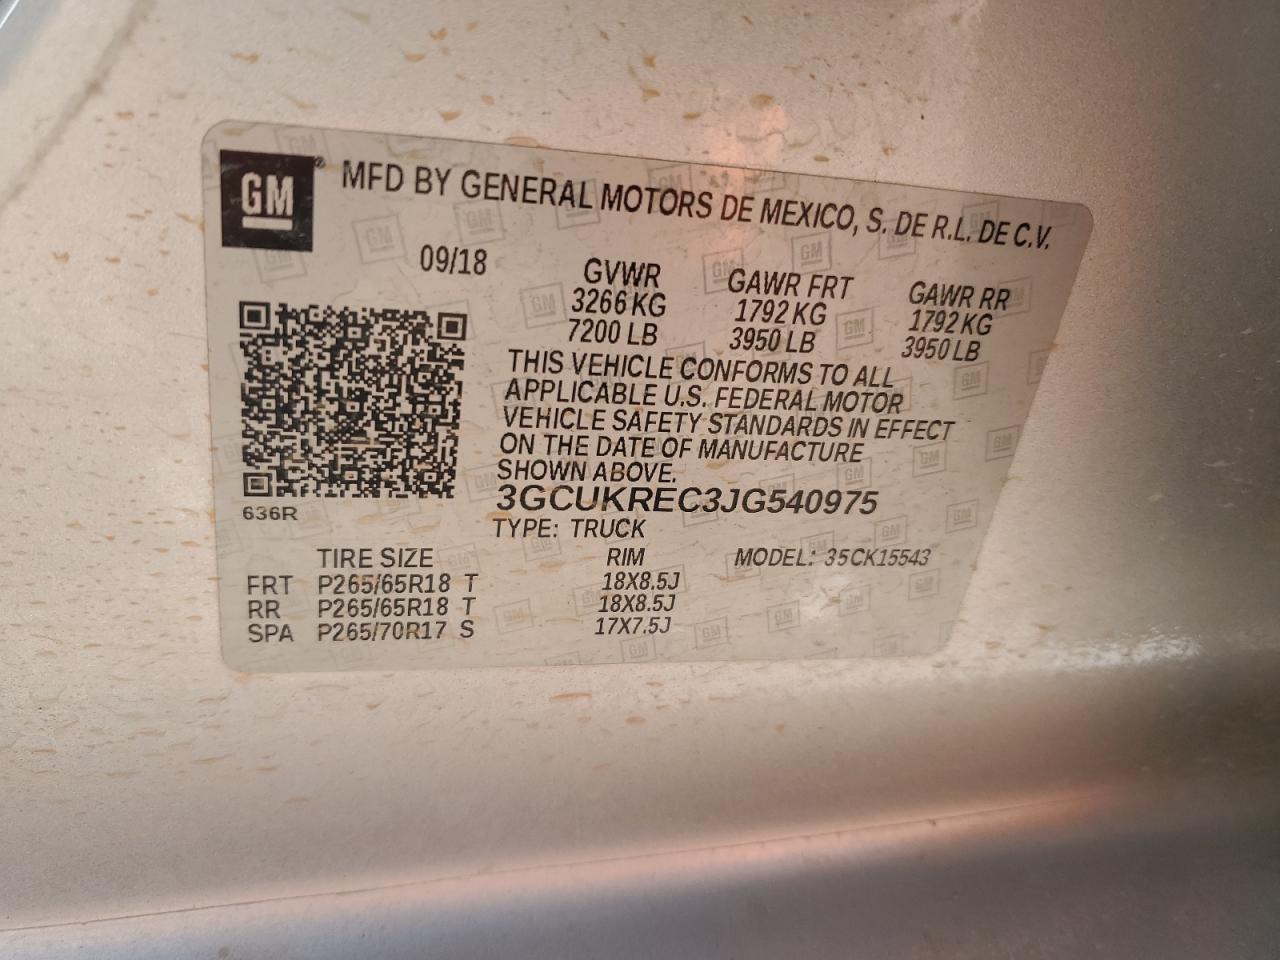 GM® MFD BY GENERAL MOTORS DE MEXICO, S. DE R.L. DE C.V.
09/18 GVWR GAWR FRT GAWR RR
3266 KG 1792 KG 1792 KG
7200 LB 3950 LB 3950 LB
THIS VEHICLE CONFORMS TO ALL
APPLICABLE U.S. FEDERAL MOTOR
VEHICLE SAFETY STANDARDS IN EFFECT
ON THE DATE OF MANUFACTURE
SHOWN ABOVE.
3GCUKREC3JG540975
636R
TYPE: TRUCK
TIRE SIZE RIM MODEL: 35CK15543
FRT P265/65R18 T 18X8.5J
RR P265/65R18 T 18X8.5J
SPA P265/70R17 S 17X7.5J